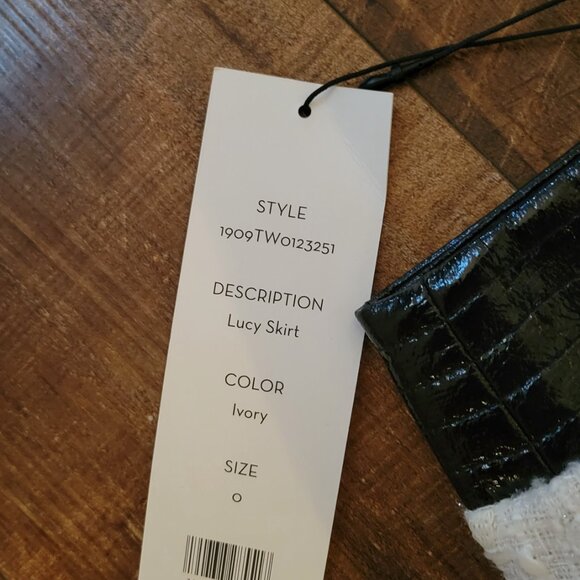 STYLE
1909TW0123251
DESCRIPTION
Lucy Skirt
COLOR
Ivory
SIZE
0